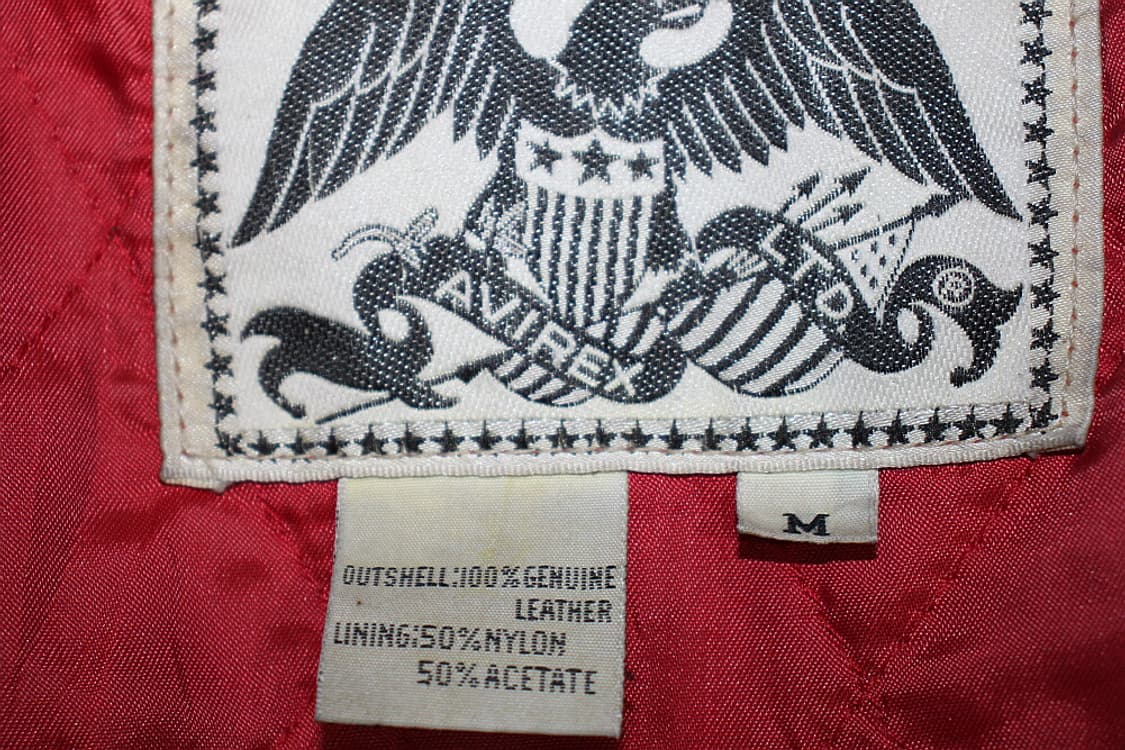 AVIREX
LTD
®
M
OUTSHELL:100%GENUINE
LEATHER
LINING:50%NYLON
50%ACETATE